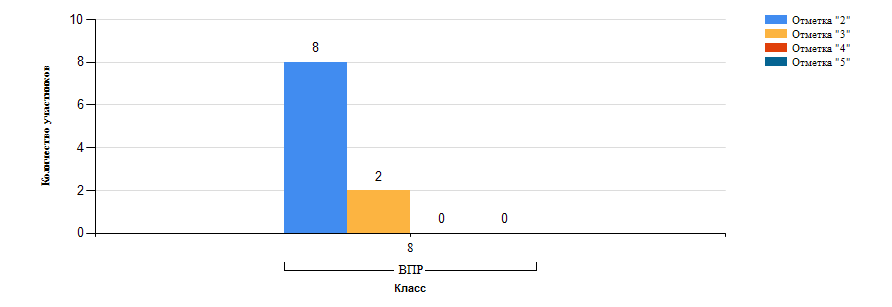 10
8
6
4
2
0
Количество участников
8
2
0
0
8
ВПР
Класс
Отметка "2"
Отметка "3"
Отметка "4"
Отметка "5"